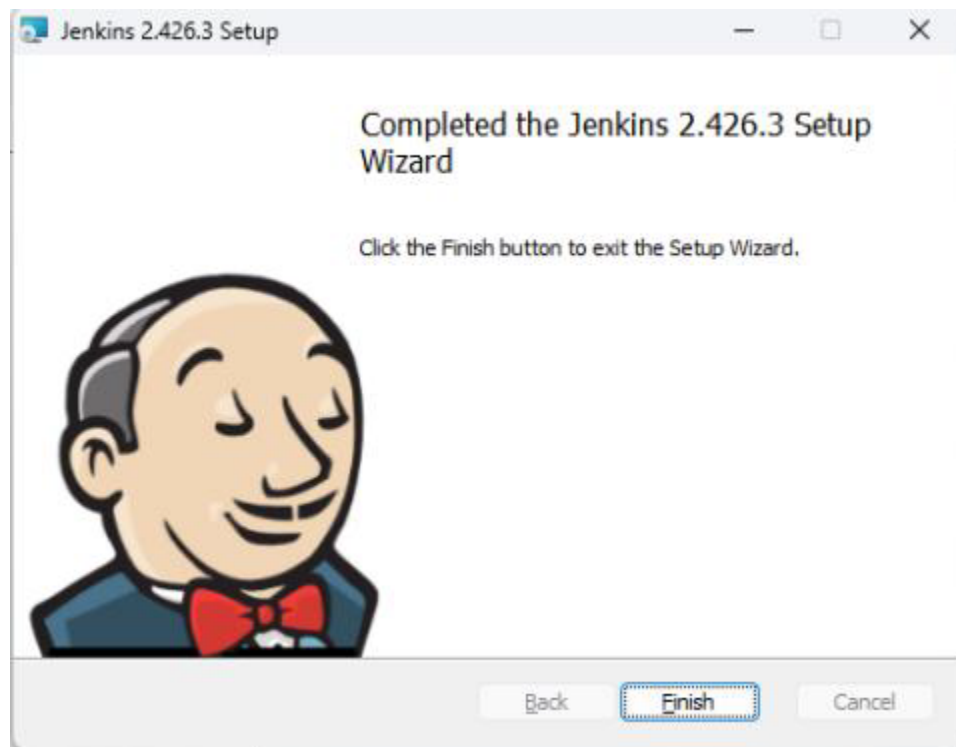 Jenkins 2.426.3 Setup
Completed the Jenkins 2.426.3 Setup
Wizard
Click the Finish button to exit the Setup Wizard.
Back Finish Cancel